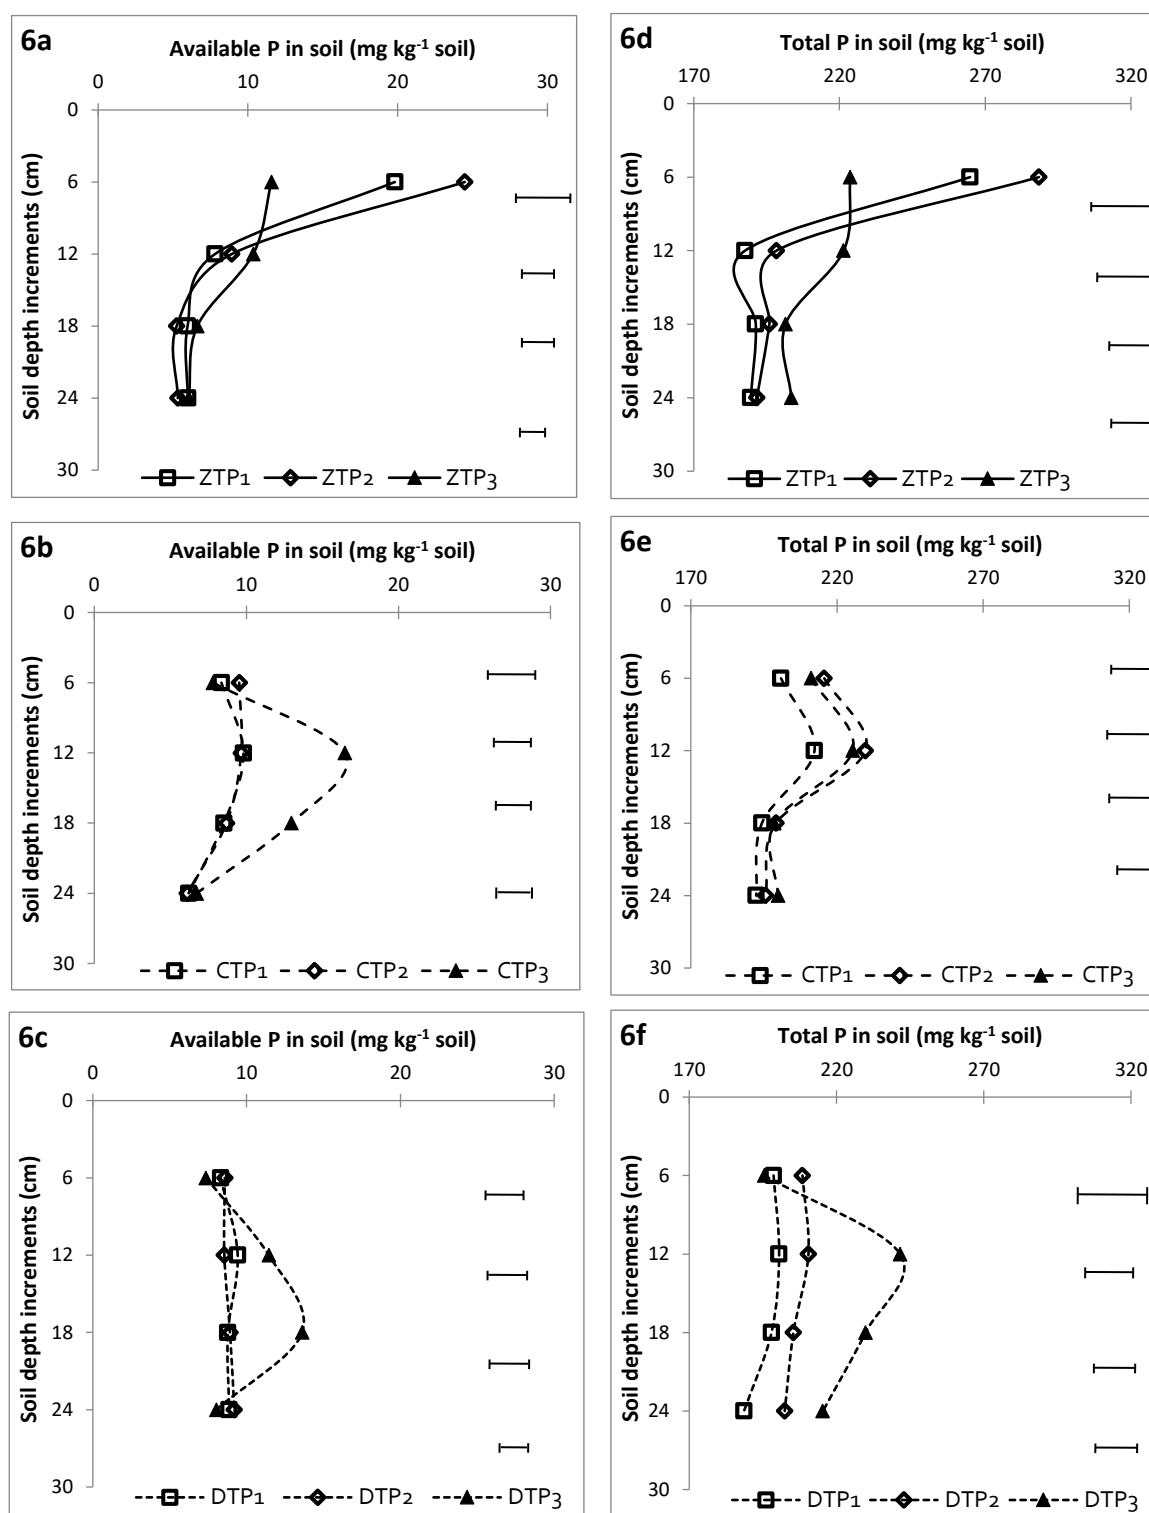 6a
Available P in soil (mg kg-1 soil)
0 10 20 30
0
6
12
18
24
30
Soil depth increments (cm)
ZTP1 ZTP2 ZTP3
6d
Total P in soil (mg kg-1 soil)
170 220 270 320
0
6
12
18
24
30
Soil depth increments (cm)
ZTP1 ZTP2 ZTP3
6b
Available P in soil (mg kg-1 soil)
0 10 20 30
0
6
12
18
24
30
Soil depth increments (cm)
CTP1 CTP2 CTP3
6e
Total P in soil (mg kg-1 soil)
170 220 270 320
0
6
12
18
24
30
Soil depth increments (cm)
CTP1 CTP2 CTP3
6c
Available P in soil (mg kg-1 soil)
0 10 20 30
0
6
12
18
24
30
Soil depth increments (cm)
DTP1 DTP2 DTP3
6f
Total P in soil (mg kg-1 soil)
170 220 270 320
0
6
12
18
24
30
Soil depth increments (cm)
DTP1 DTP2 DTP3